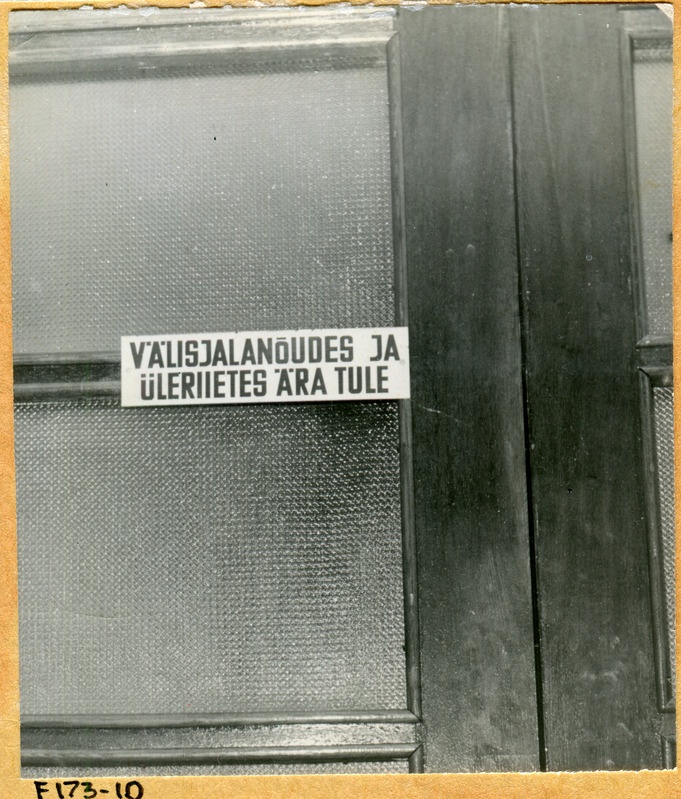 VÄLISJALANÕUDES JA
ÜLERIIETES ÄRA TULE
F173-10